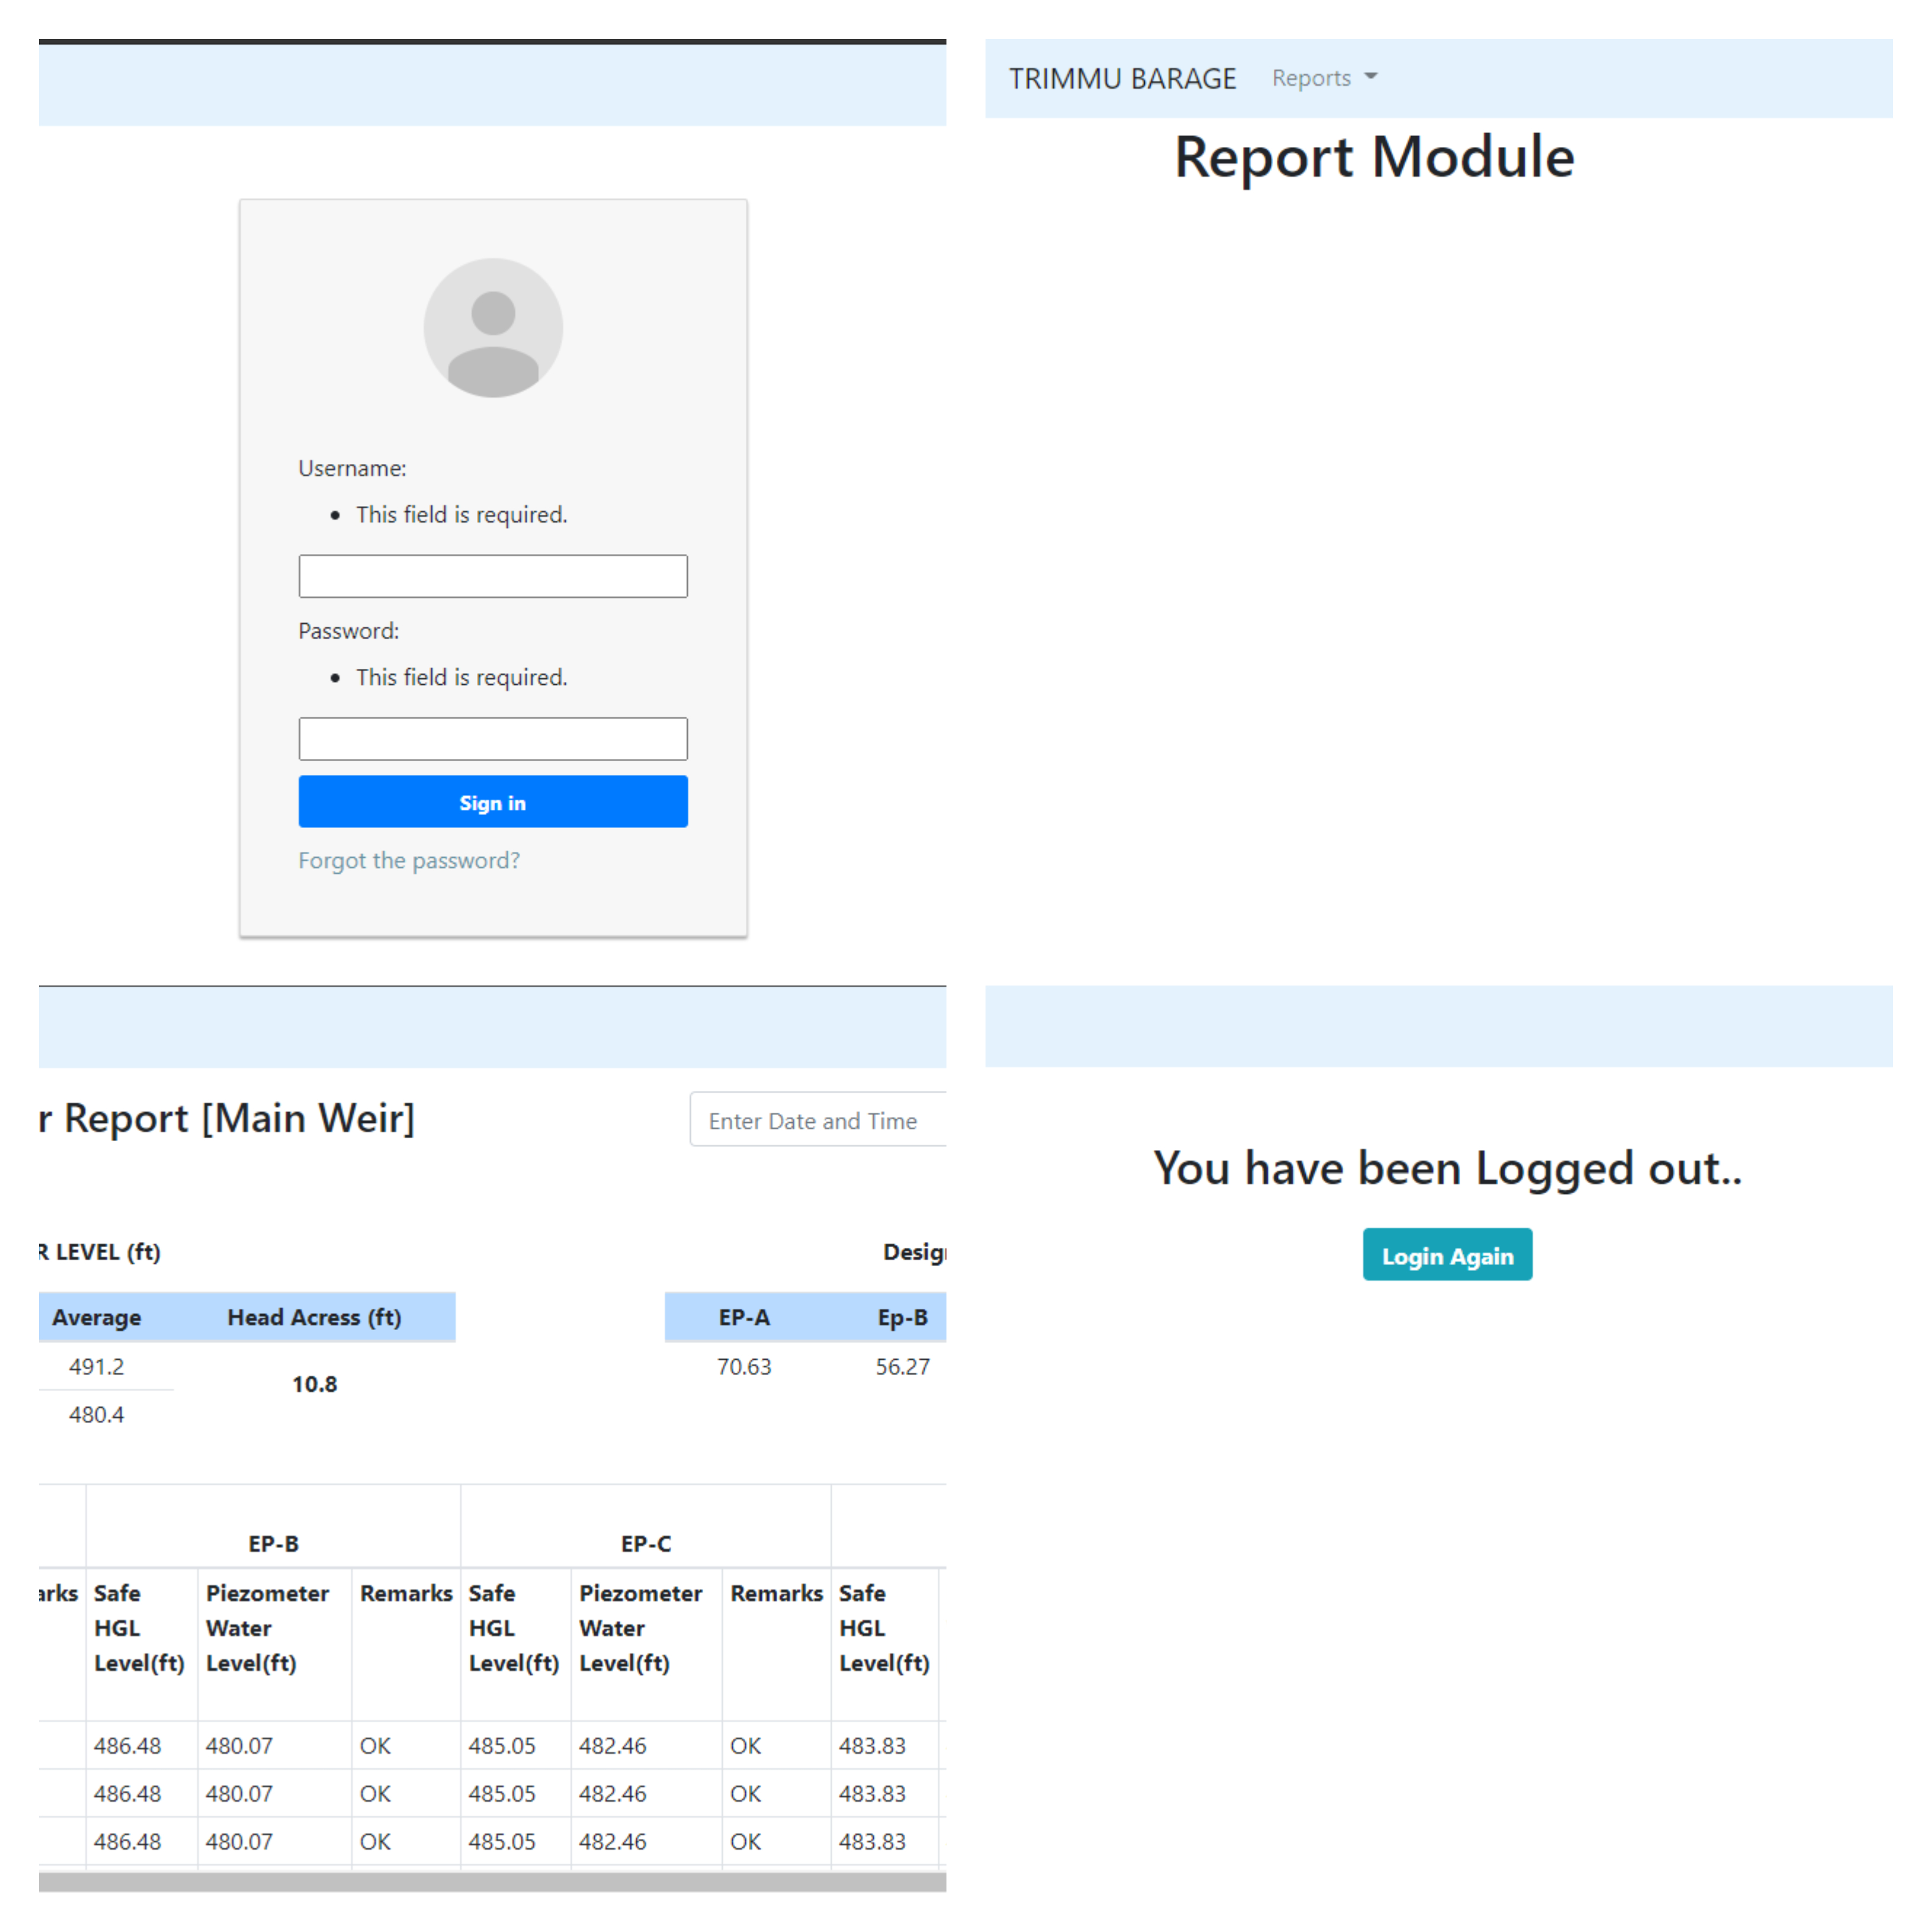 Username:
This field is required.
Password:
This field is required.
Sign in
Forgot the password?
TRIMMU BARAGE Reports
Report Module
r Report [Main Weir] Enter Date and Time
R LEVEL (ft) Desig
Average Head Acress (ft) EP-A Ep-B
491.2 10.8 70.63 56.27
480.4
EP-B EP-C
arks Safe HGL Level(ft) Piezometer Water Level(ft) Remarks Safe HGL Level(ft) Piezometer Water Level(ft) Remarks Safe HGL Level(ft)
486.48 480.07 OK 485.05 482.46 OK 483.83
486.48 480.07 OK 485.05 482.46 OK 483.83
486.48 480.07 OK 485.05 482.46 OK 483.83
You have been Logged out..
Login Again